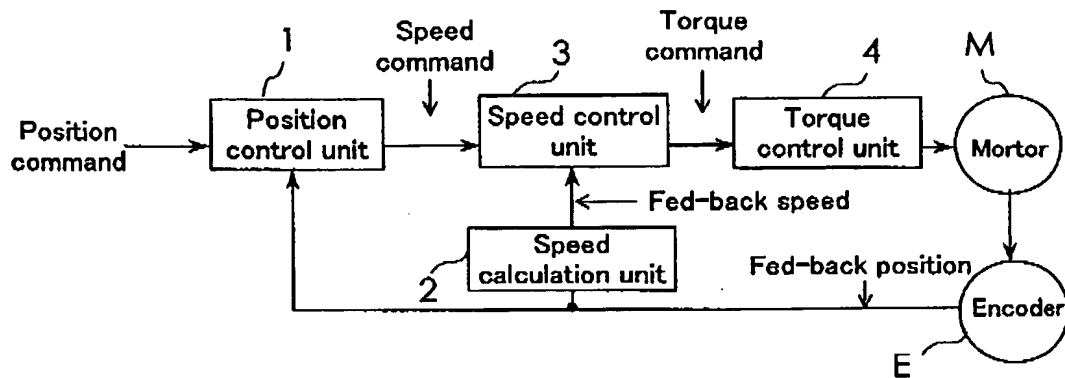 1
Speed
command
3
Torque
command
4
M
Position
command
Position
control unit
Speed control
unit
Torque
control unit
Mortor
Fed-back speed
2
Speed
calculation unit
Fed-back position
Encoder
E